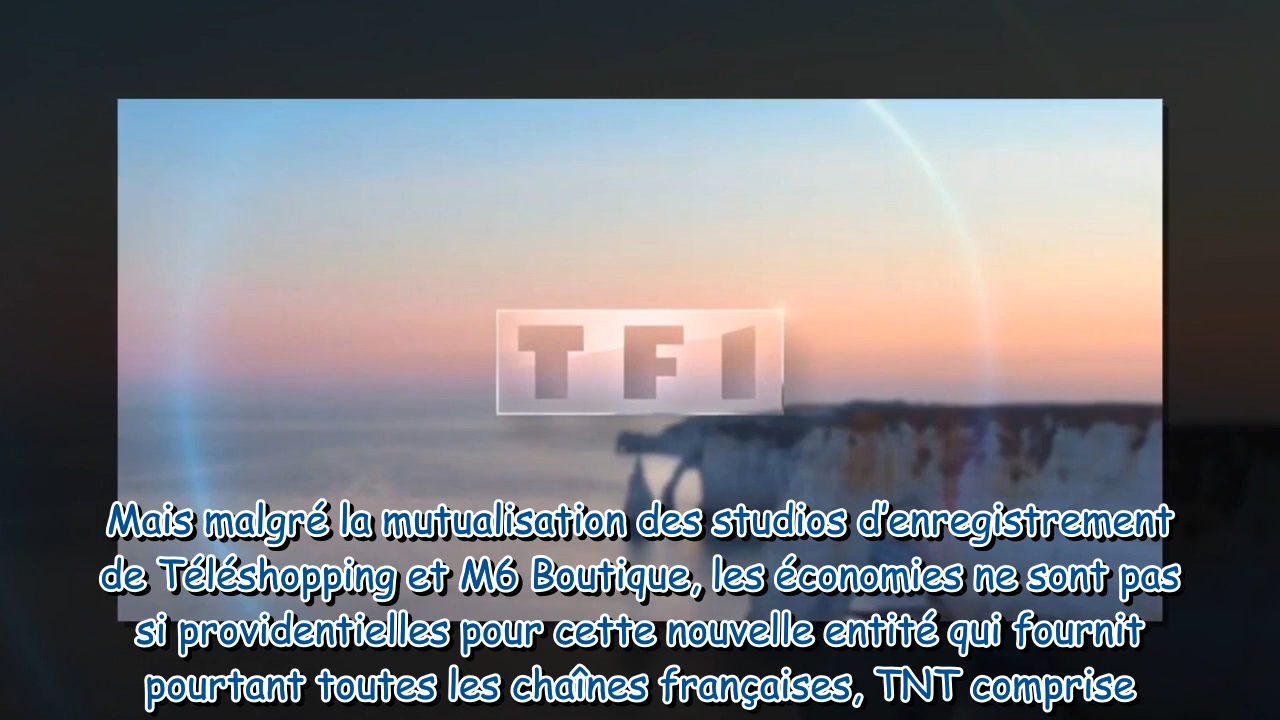 TF1
Mais malgré la mutualisation des studios d'enregistrement
de Téléshopping et M6 Boutique, les économies ne sont pas
si providentielles pour cette nouvelle entité qui fournit
pourtant toutes les chaînes françaises, TNT comprise